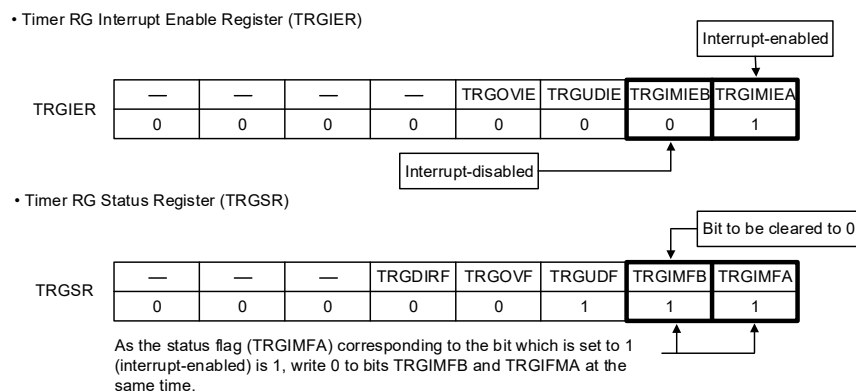 • Timer RG Interrupt Enable Register (TRGIER)
Interrupt-enabled
TRGIER
— — — — TRGOVIE TRGUDIE TRGIMIEB TRGIMIEA
0 0 0 0 0 0 0 1
Interrupt-disabled
• Timer RG Status Register (TRGSR)
Bit to be cleared to 0
TRGSR
— — — TRGDIRF TRGOVF TRGUDF TRGIMFB TRGIMFA
0 0 0 0 0 1 1 1
As the status flag (TRGIMFA) corresponding to the bit which is set to 1
(interrupt-enabled) is 1, write 0 to bits TRGIMFB and TRGIFMA at the
same time.